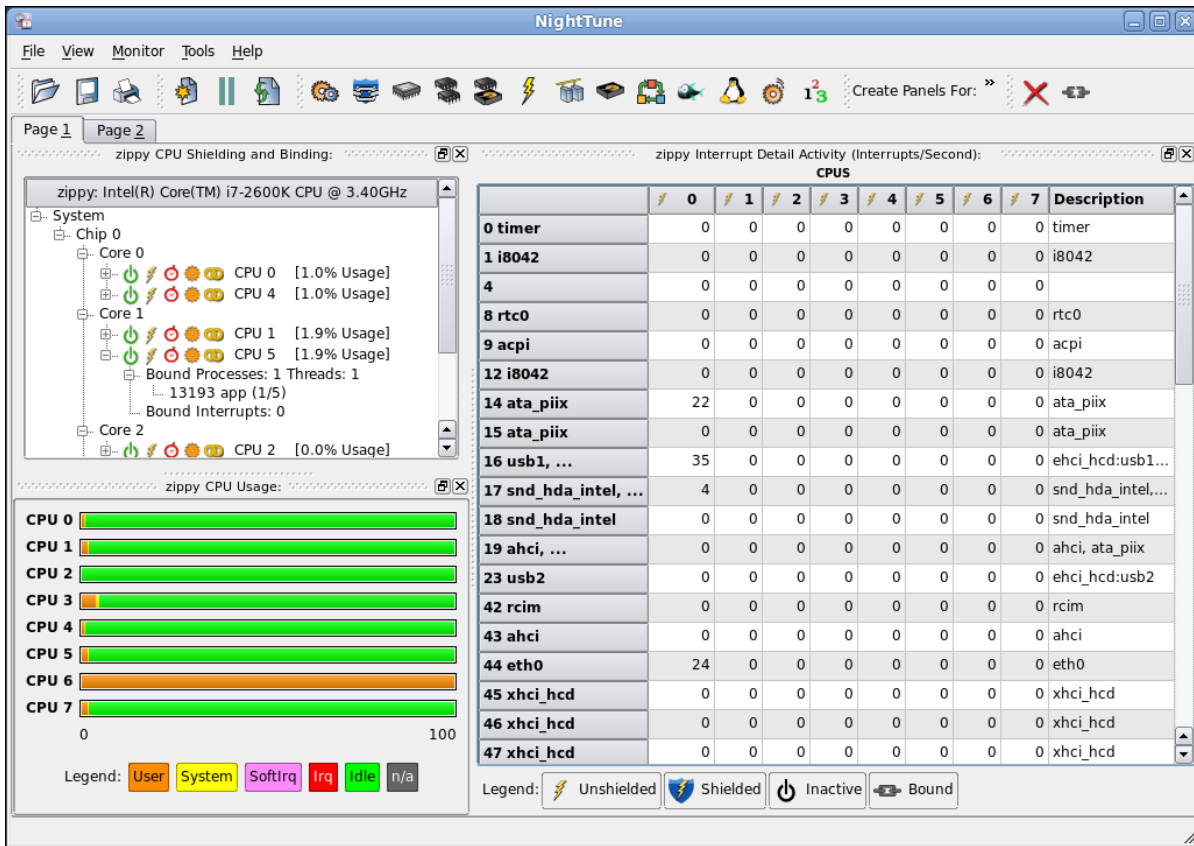 NightTune
File View Monitor Tools Help
1 2 3 Create Panels For: »
Page 1 Page 2
zippy CPU Shielding and Binding:
zippy: Intel(R) Core(TM) i7-2600K CPU @ 3.40GHz
System
Chip 0
Core 0
CPU 0 [1.0% Usage]
CPU 4 [1.0% Usage]
Core 1
CPU 1 [1.9% Usage]
CPU 5 [1.9% Usage]
Bound Processes: 1 Threads: 1
13193 app (1/5)
Bound Interrupts: 0
Core 2
CPU 2 [0.0% Usage]
zippy CPU Usage:
CPU 0
CPU 1
CPU 2
CPU 3
CPU 4
CPU 5
CPU 6
CPU 7
0 100
Legend: User System SoftIrq Irq Idle n/a
zippy Interrupt Detail Activity (Interrupts/Second):
CPUS
0 1 2 3 4 5 6 7 Description
0 timer 0 0 0 0 0 0 0 0 timer
1 i8042 0 0 0 0 0 0 0 0 i8042
4 0 0 0 0 0 0 0 0
8 rtc0 0 0 0 0 0 0 0 0 rtc0
9 acpi 0 0 0 0 0 0 0 0 acpi
12 i8042 0 0 0 0 0 0 0 0 i8042
14 ata_piix 22 0 0 0 0 0 0 0 ata_piix
15 ata_piix 0 0 0 0 0 0 0 0 ata_piix
16 usb1, ... 35 0 0 0 0 0 0 0 ehci_hcd:usb1...
17 snd_hda_intel, ... 4 0 0 0 0 0 0 0 snd_hda_intel,...
18 snd_hda_intel 0 0 0 0 0 0 0 0 snd_hda_intel
19 ahci, ... 0 0 0 0 0 0 0 0 ahci, ata_piix
23 usb2 0 0 0 0 0 0 0 0 ehci_hcd:usb2
42 rcim 0 0 0 0 0 0 0 0 rcim
43 ahci 0 0 0 0 0 0 0 0 ahci
44 eth0 24 0 0 0 0 0 0 0 eth0
45 xhci_hcd 0 0 0 0 0 0 0 0 xhci_hcd
46 xhci_hcd 0 0 0 0 0 0 0 0 xhci_hcd
47 xhci_hcd 0 0 0 0 0 0 0 0 xhci_hcd
Legend: Unshielded Shielded Inactive Bound